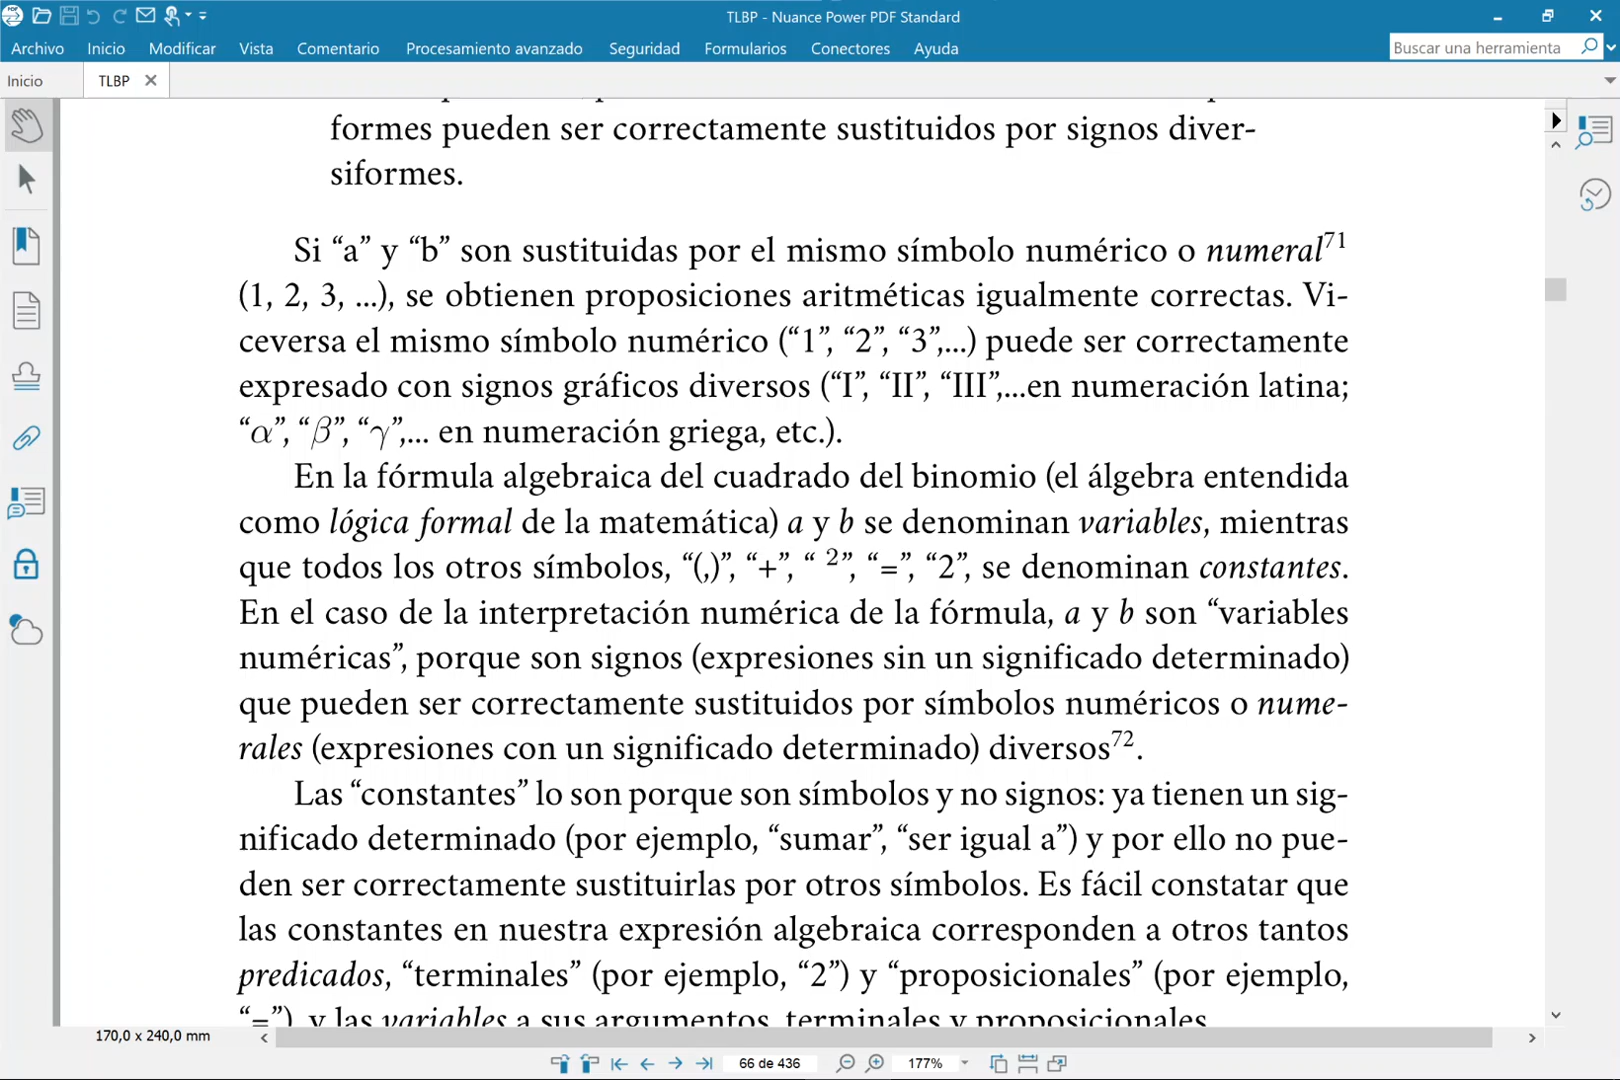 TLBP - Nuance Power PDF Standard
Archivo Inicio Modificar Vista Comentario Procesamiento avanzado Seguridad Formularios Conectores Ayuda
Buscar una herramienta
Inicio TLBP
formes pueden ser correctamente sustituidos por signos diver-
siformes.
Si “a” y “b” son sustituidas por el mismo símbolo numérico o numeral71
(1, 2, 3, ...), se obtienen proposiciones aritméticas igualmente correctas. Vi-
ceversa el mismo símbolo numérico (“1”, “2”, “3”,...) puede ser correctamente
expresado con signos gráficos diversos (“I”, “II”, “III”,...en numeración latina;
“α”, “β”, “γ”,... en numeración griega, etc.).
En la fórmula algebraica del cuadrado del binomio (el álgebra entendida
como lógica formal de la matemática) a y b se denominan variables, mientras
que todos los otros símbolos, “(,)”, “+”, “ 2”, “=”, “2”, se denominan constantes.
En el caso de la interpretación numérica de la fórmula, a y b son “variables
numéricas”, porque son signos (expresiones sin un significado determinado)
que pueden ser correctamente sustituidos por símbolos numéricos o nume-
rales (expresiones con un significado determinado) diversos72.
Las “constantes” lo son porque son símbolos y no signos: ya tienen un sig-
nificado determinado (por ejemplo, “sumar”, “ser igual a”) y por ello no pue-
den ser correctamente sustituirlas por otros símbolos. Es fácil constatar que
las constantes en nuestra expresión algebraica corresponden a otros tantos
predicados, “terminales” (por ejemplo, “2”) y “proposicionales” (por ejemplo,
“=”), y las variables a sus argumentos, terminales y proposicionales.
170,0 x 240,0 mm
66 de 436 177%